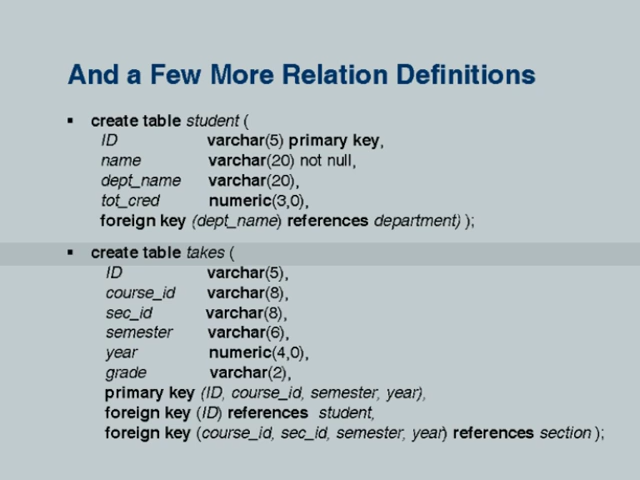 And a Few More Relation Definitions
▪ create table student (
ID varchar(5) primary key,
name varchar(20) not null,
dept_name varchar(20),
tot_cred numeric(3,0),
foreign key (dept_name) references department) );
▪ create table takes (
ID varchar(5),
course_id varchar(8),
sec_id varchar(8),
semester varchar(6),
year numeric(4,0),
grade varchar(2),
primary key (ID, course_id, semester, year),
foreign key (ID) references student,
foreign key (course_id, sec_id, semester, year) references section );